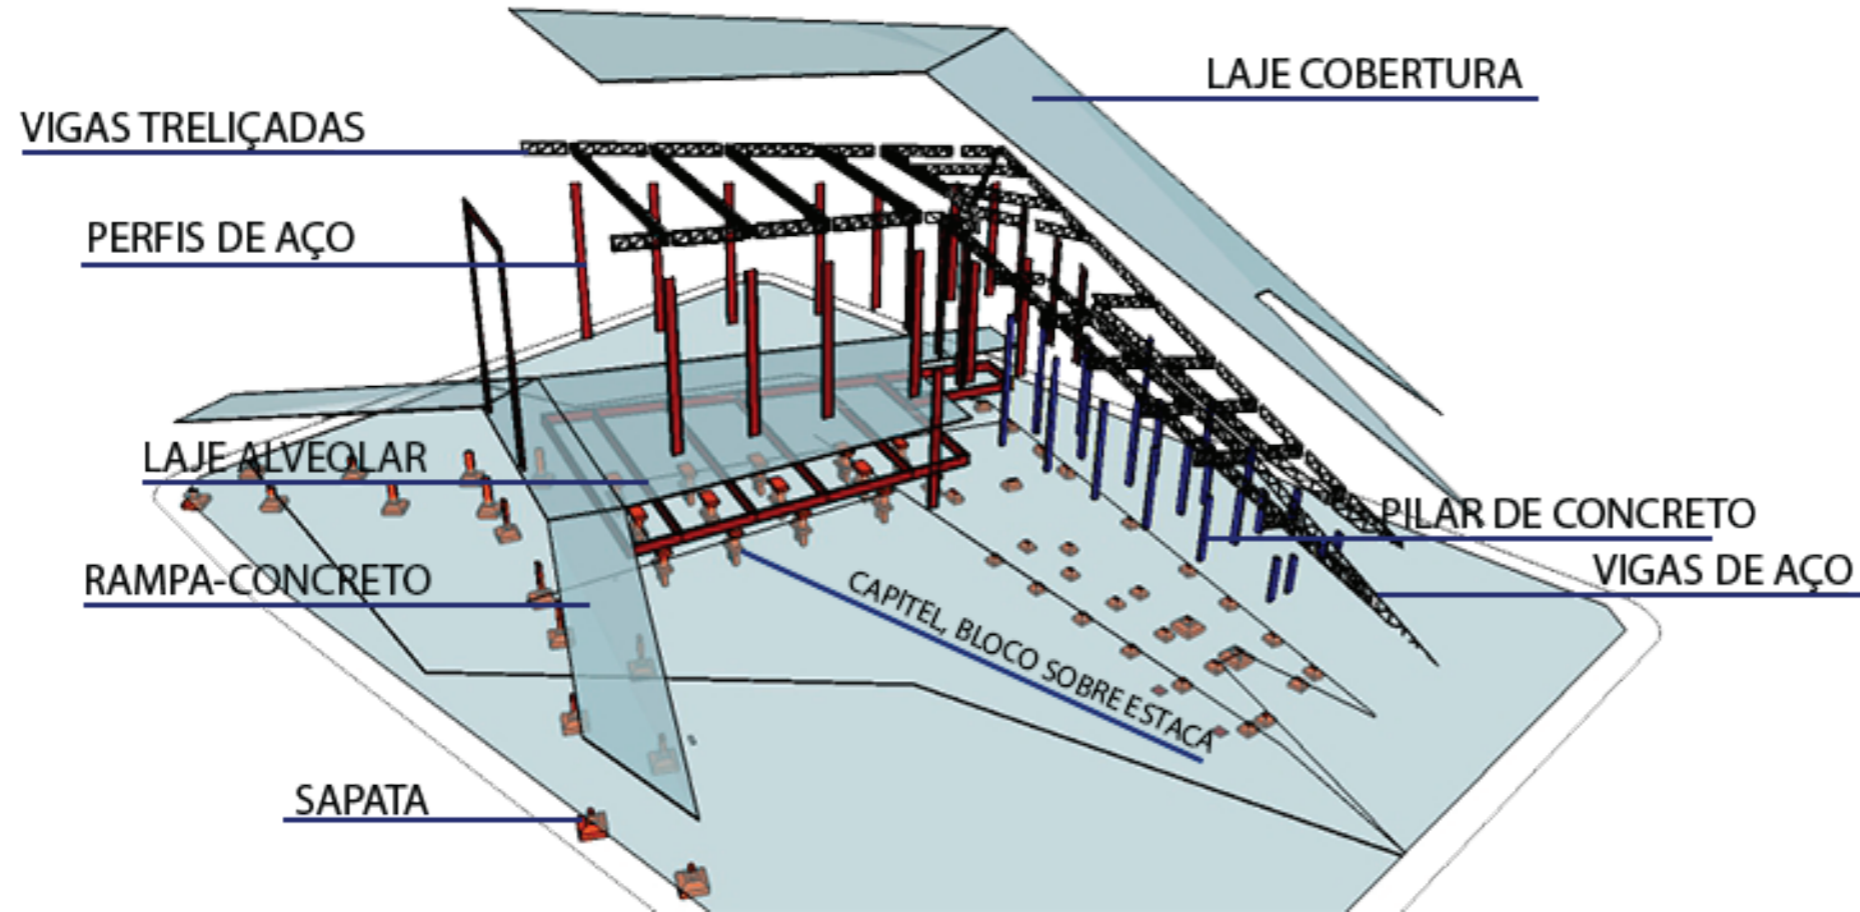 LAJE COBERTURA
VIGAS TRELIÇADAS
PERFIS DE AÇO
LAJE ALVEOLAR
PILAR DE CONCRETO
VIGAS DE AÇO
RAMPA-CONCRETO
CAPITEL, BLOCO SOBRE ESTACA
SAPATA